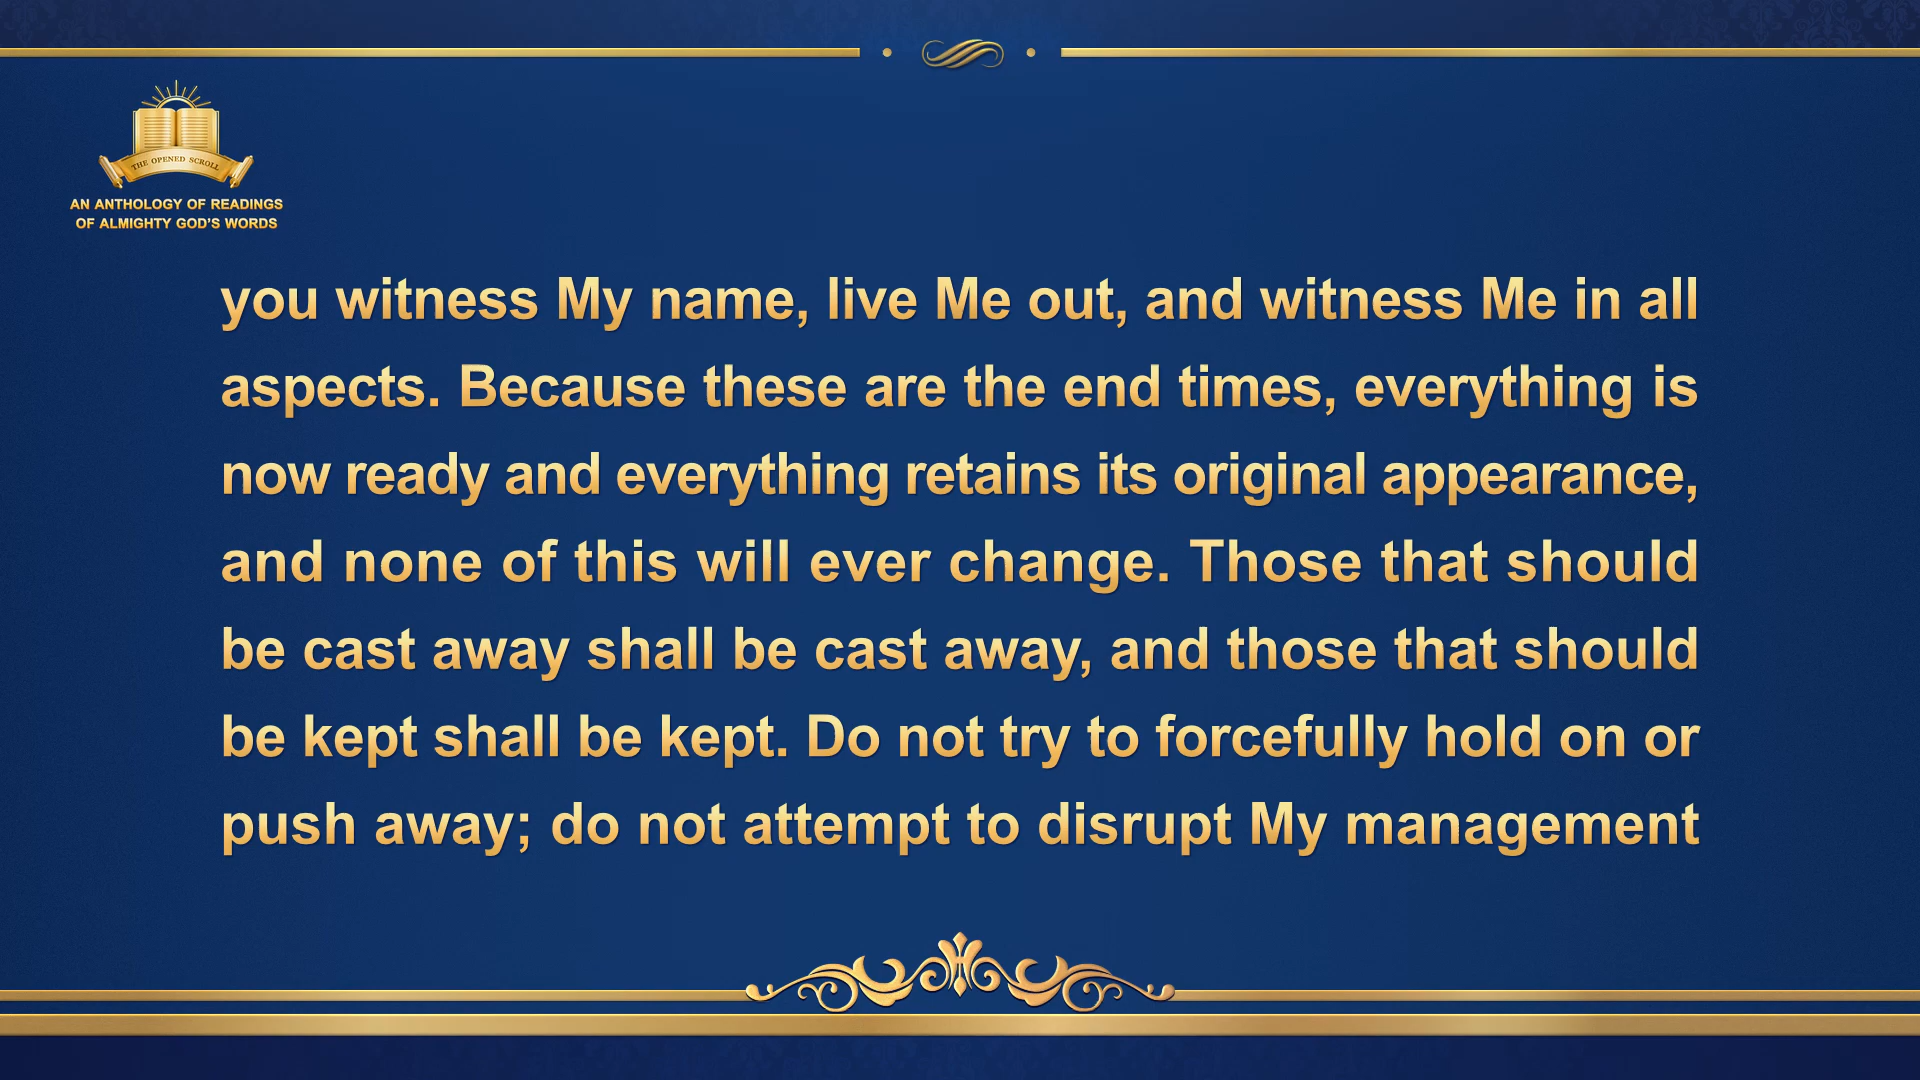 THE OPENED SCROLL
AN ANTHOLOGY OF READINGS
OF ALMIGHTY GOD'S WORDS
you witness My name, live Me out, and witness Me in all
aspects. Because these are the end times, everything is
now ready and everything retains its original appearance,
and none of this will ever change. Those that should
be cast away shall be cast away, and those that should
be kept shall be kept. Do not try to forcefully hold on or
push away; do not attempt to disrupt My management